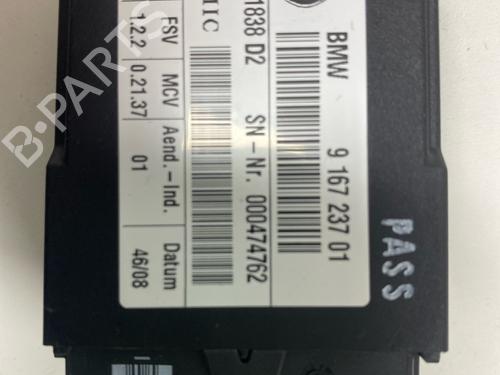 BMW 9 167 237 01
1838 D2 SN-Nr. 000474762
FSV MCV Aend.-Ind. Datum
1.2.2 0.21.37 01 46/08
PASS
B-PARTS